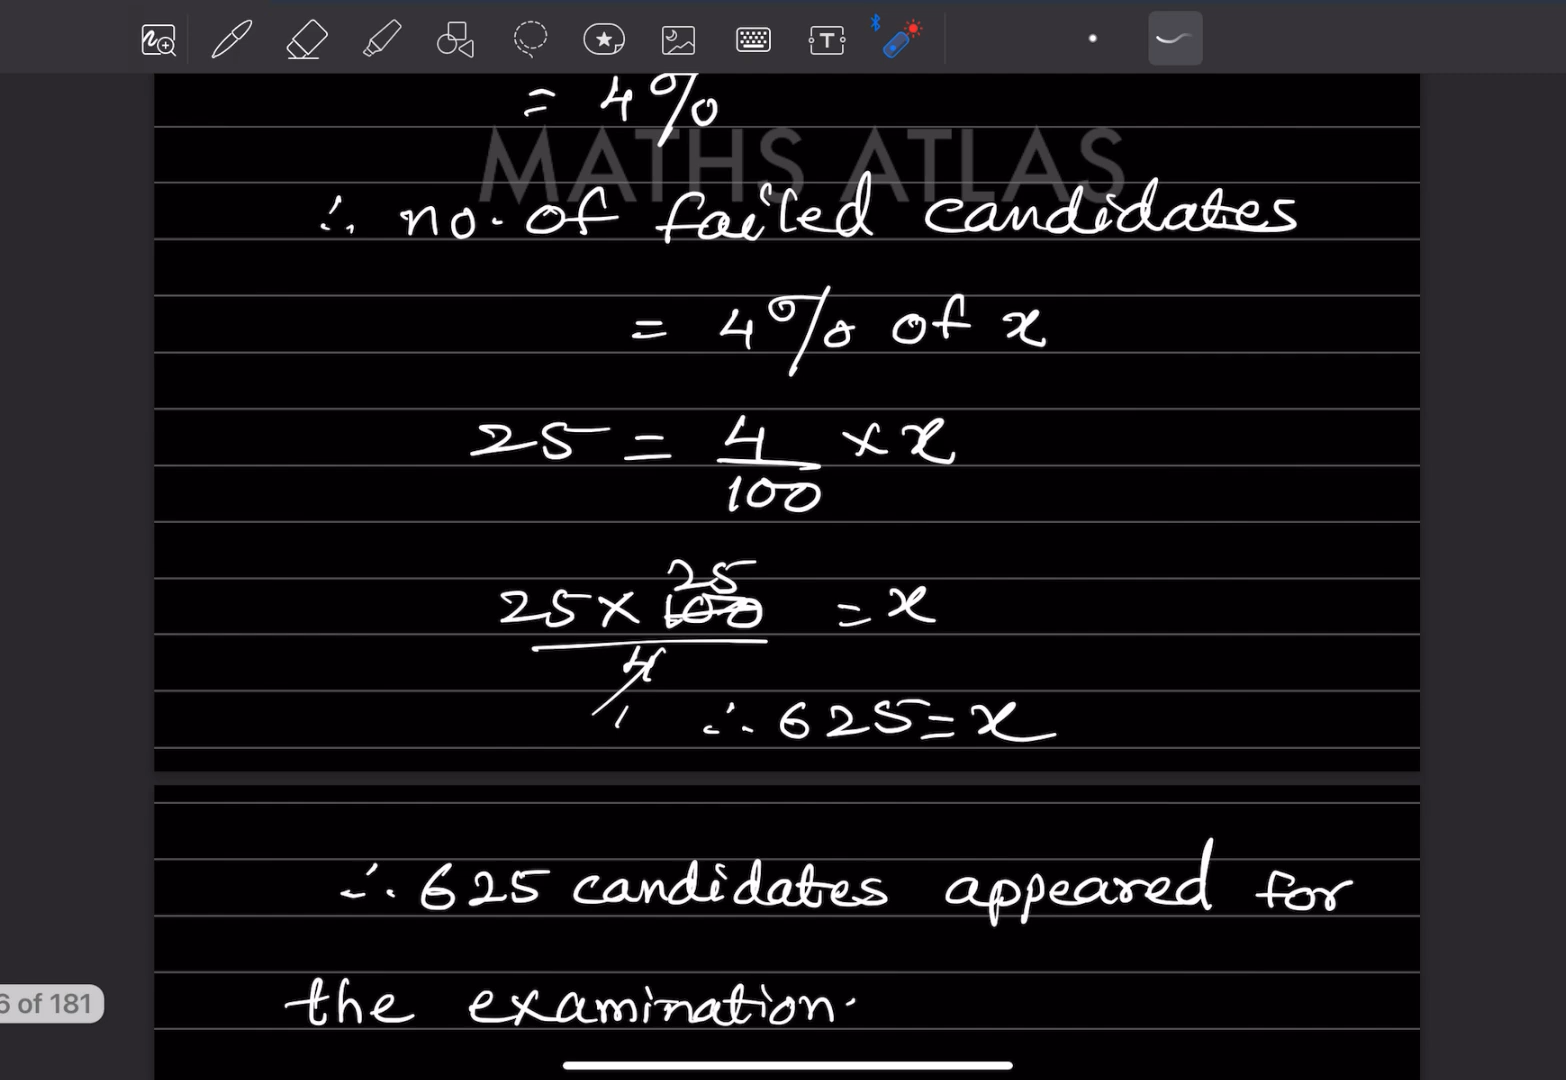 T
= 4%
MATHS ATLAS
∴ no. of failed candidates
= 4% of x
25 = 4/100 × x
25 × 100/4 = x
25
1
∴ 625 = x
∴ 625 candidates appeared for
the examination.
6 of 181